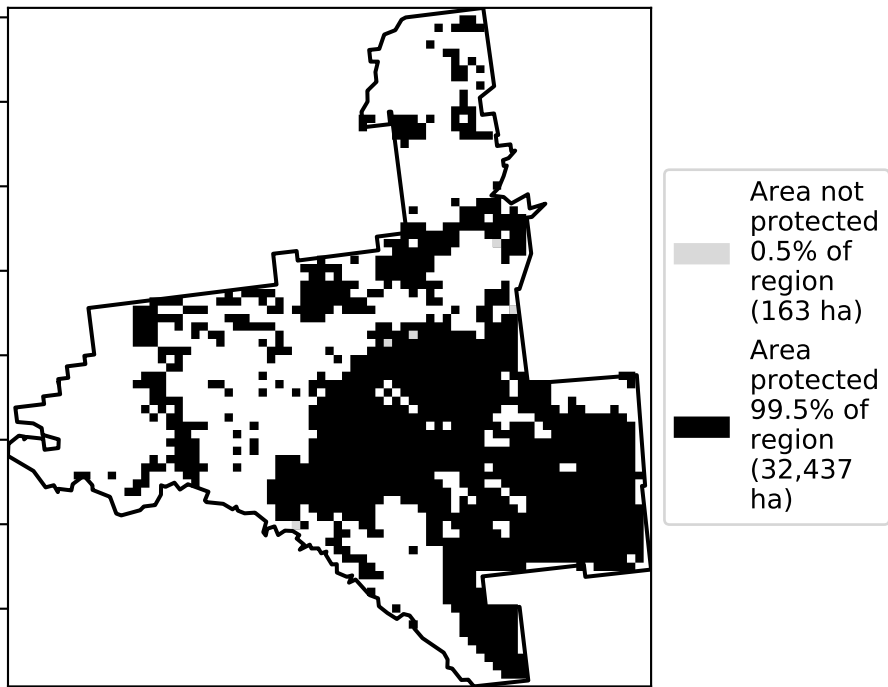 Area not
protected
0.5% of
region
(163 ha)
Area
protected
99.5% of
region
(32,437
ha)